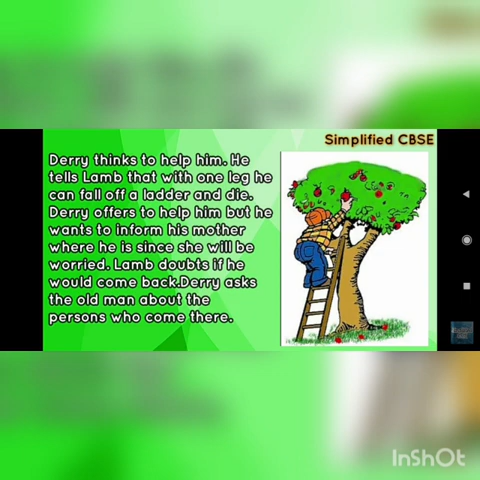 Simplified CBSE
Derry thinks to help him. He
tells Lamb that with one leg he
can fall off a ladder and die.
Derry offers to help him but he
wants to inform his mother
where he is since she will be
worried. Lamb doubts if he
would come back.Derry asks
the old man about the
persons who come there.
InShOt